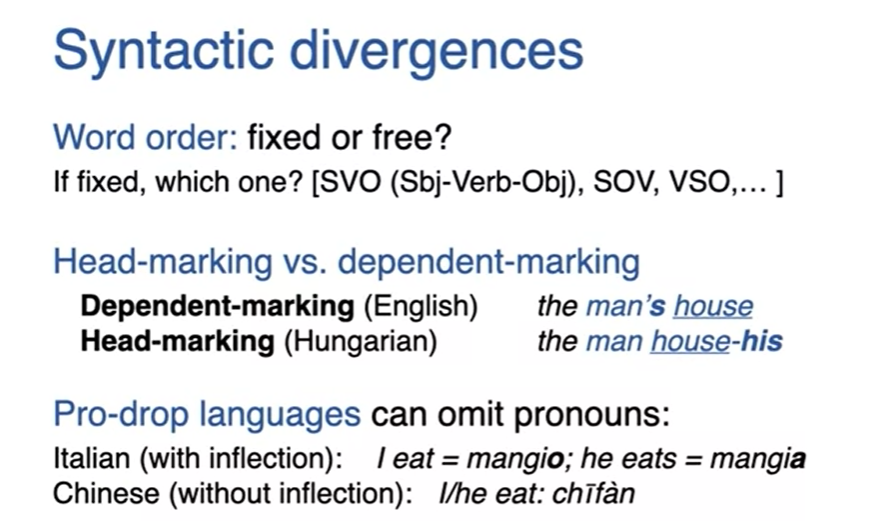 Syntactic divergences
Word order: fixed or free?
If fixed, which one? [SVO (Sbj-Verb-Obj), SOV, VSO,... ]
Head-marking vs. dependent-marking
Dependent-marking (English) the man's house
Head-marking (Hungarian) the man house-his
Pro-drop languages can omit pronouns:
Italian (with inflection): I eat = mangio; he eats = mangia
Chinese (without inflection): I/he eat: chīfàn